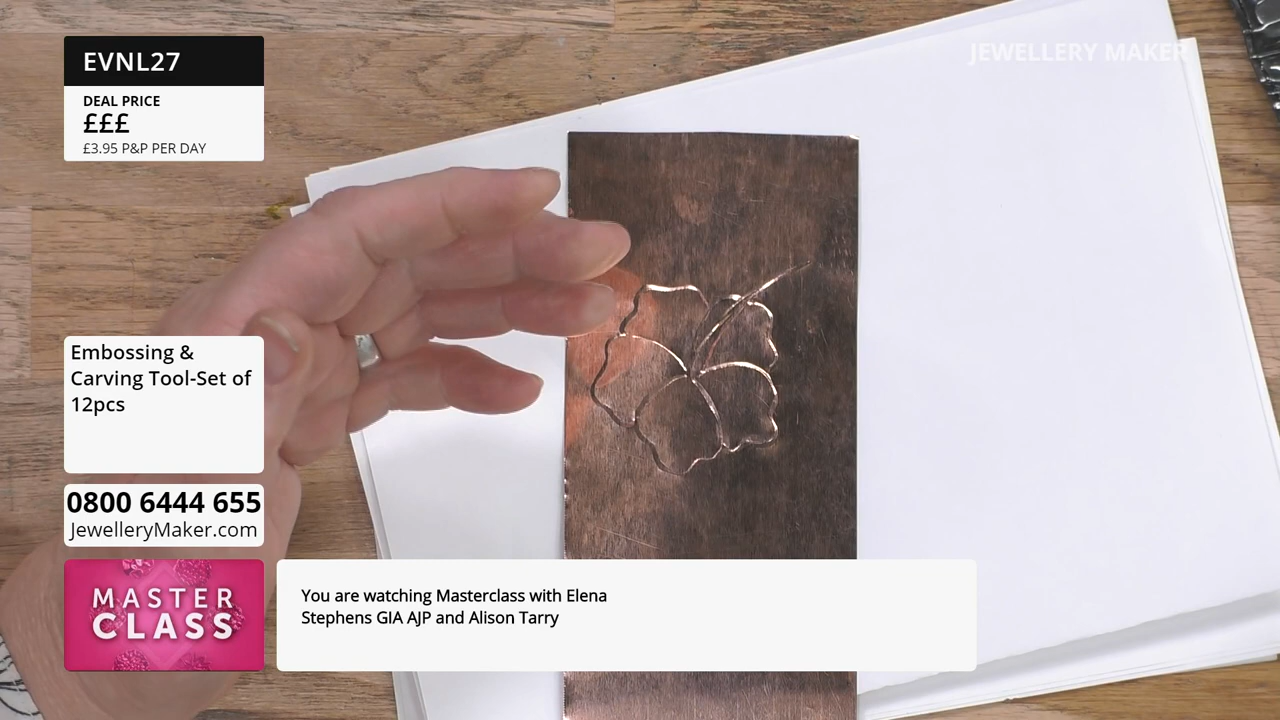 JEWELLERY MAKER
EVNL27
DEAL PRICE
£££
£3.95 P&P PER DAY
Embossing &
Carving Tool-Set of
12pcs
0800 6444 655
JewelleryMaker.com
MASTER
CLASS
You are watching Masterclass with Elena
Stephens GIA AJP and Alison Tarry